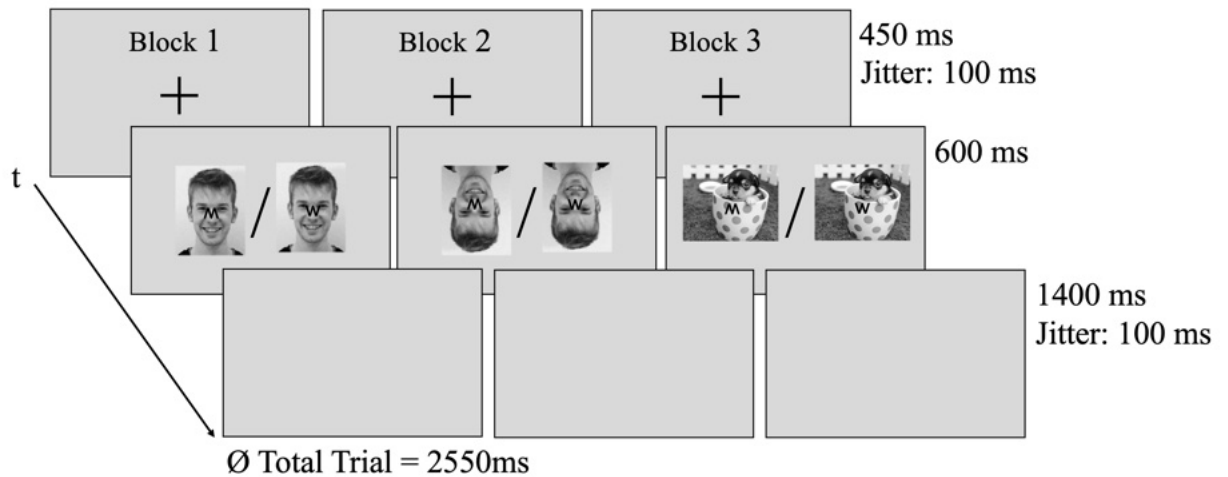 Block 1
Block 2
Block 3
450 ms
Jitter: 100 ms
600 ms
t
M / W
M / W
M / W
1400 ms
Jitter: 100 ms
Ø Total Trial = 2550ms